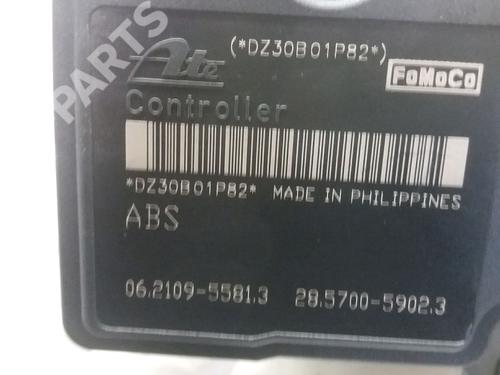 PARTS
Ate
(*DZ30B01P82*)
FoMoCo
Controller
*DZ30B01P82* MADE IN PHILIPPINES
ABS
06.2109-5581.3 28.5700-5902.3